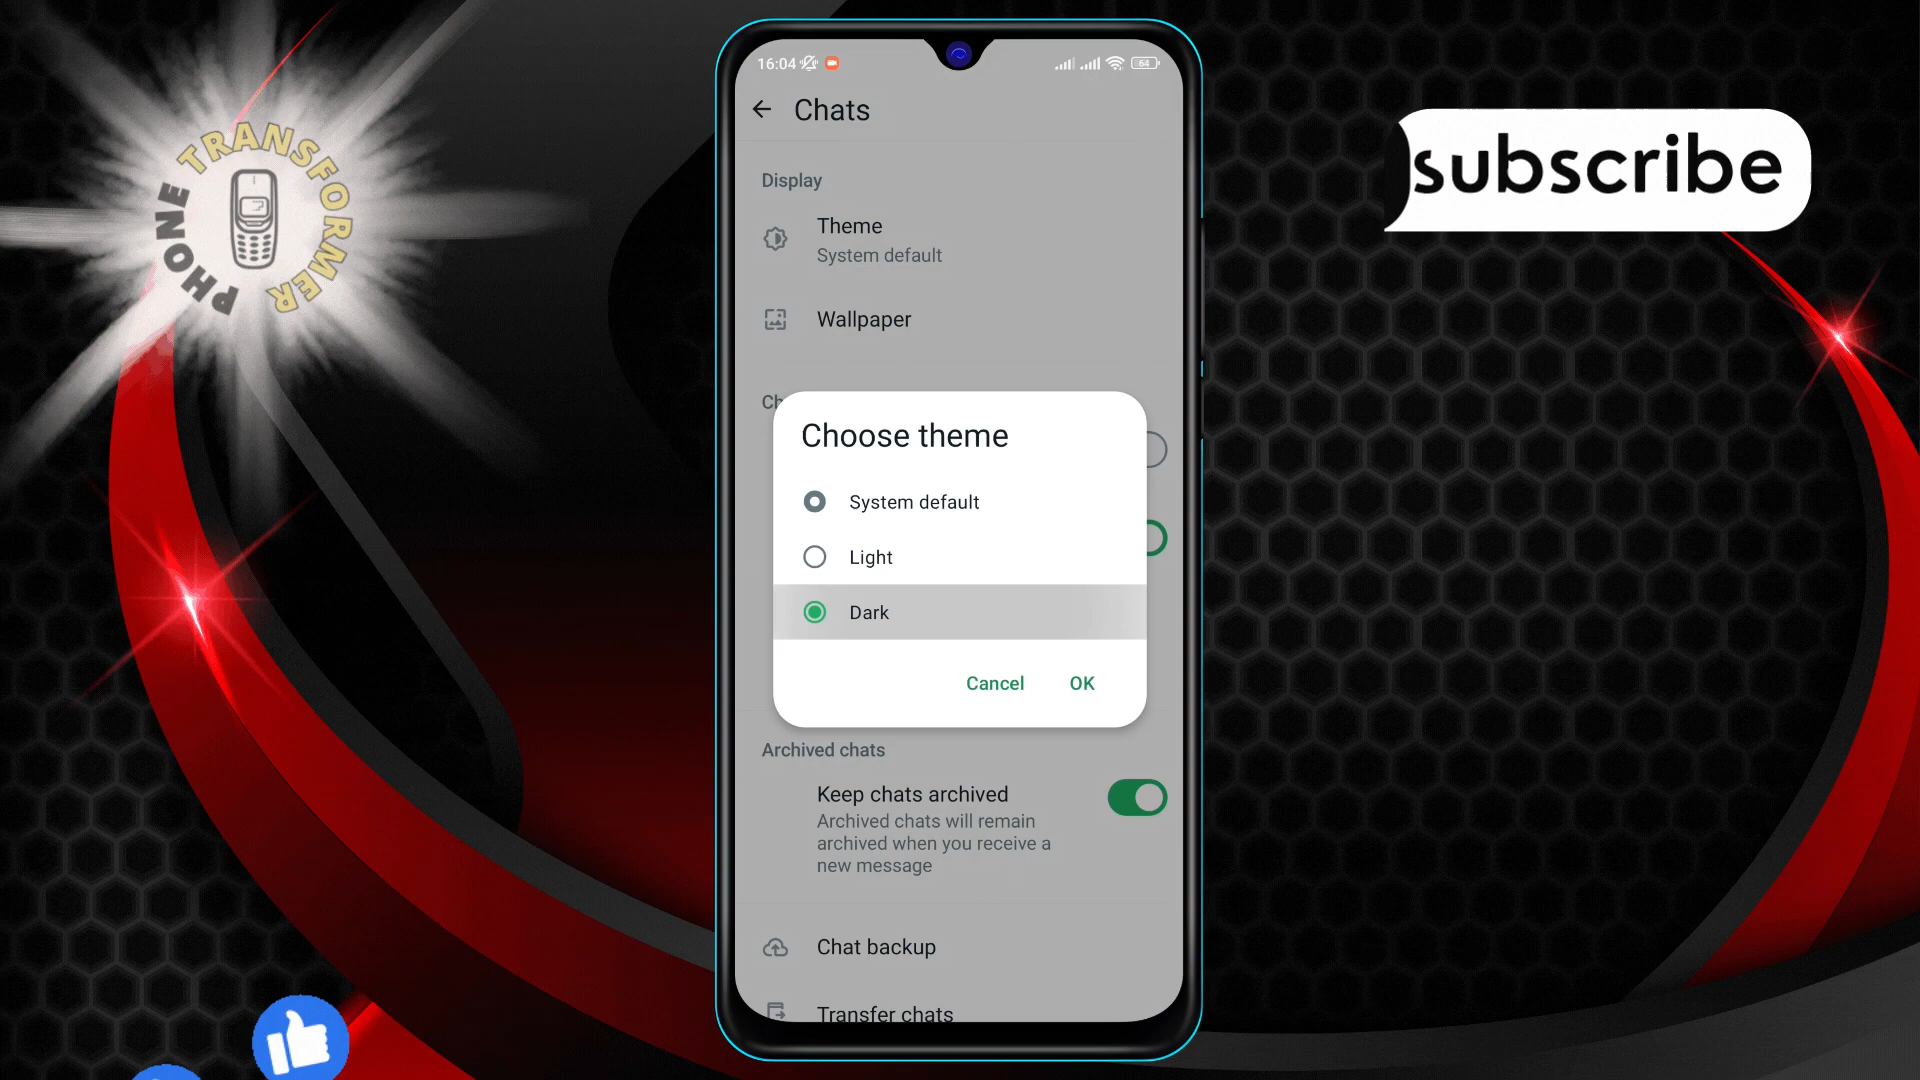 PHONE TRANSFORMER
16:04
64
Chats
Display
Theme
System default
Wallpaper
Ch
Choose theme
System default
Light
Dark
Cancel
OK
Archived chats
Keep chats archived
Archived chats will remain
archived when you receive a
new message
Chat backup
Transfer chats
subscribe